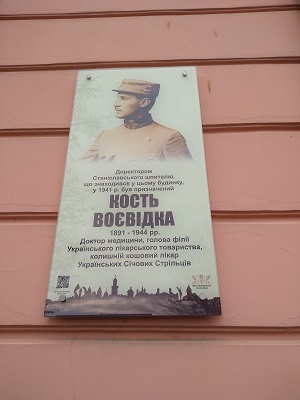 Директором
Станіславського шпиталю,
що знаходився у цьому будинку,
у 1941 р. був призначений
КОСТЬ
ВОЄВІДКА
1891 - 1944 рр.
Доктор медицини, голова філії
Українського лікарського товариства,
колишній кошовий лікар
Українських Січових Стрільців